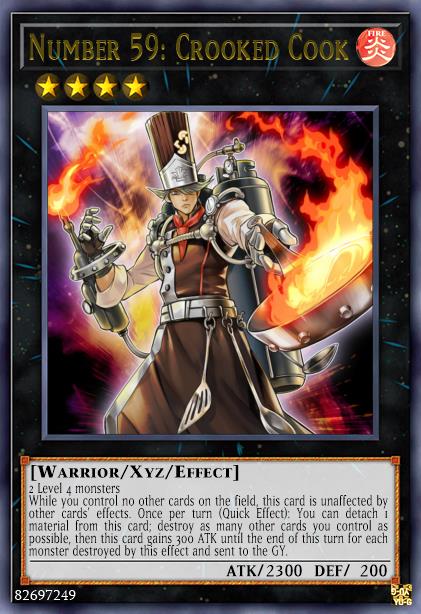 Number 59: Crooked Cook
FIRE
炎
[Warrior/Xyz/Effect]
2 Level 4 monsters
While you control no other cards on the field, this card is unaffected by
other cards' effects. Once per turn (Quick Effect): You can detach 1
material from this card; destroy as many other cards you control as
possible, then this card gains 300 ATK until the end of this turn for each
monster destroyed by this effect and sent to the GY.
ATK/2300 DEF/ 200
82697249